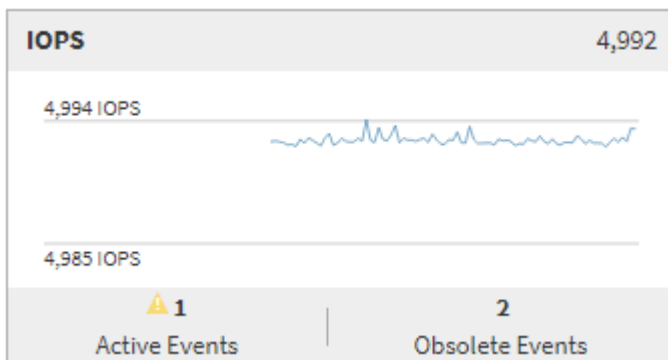 IOPS 4,992
4,994 IOPS
4,985 IOPS
1 2
Active Events Obsolete Events